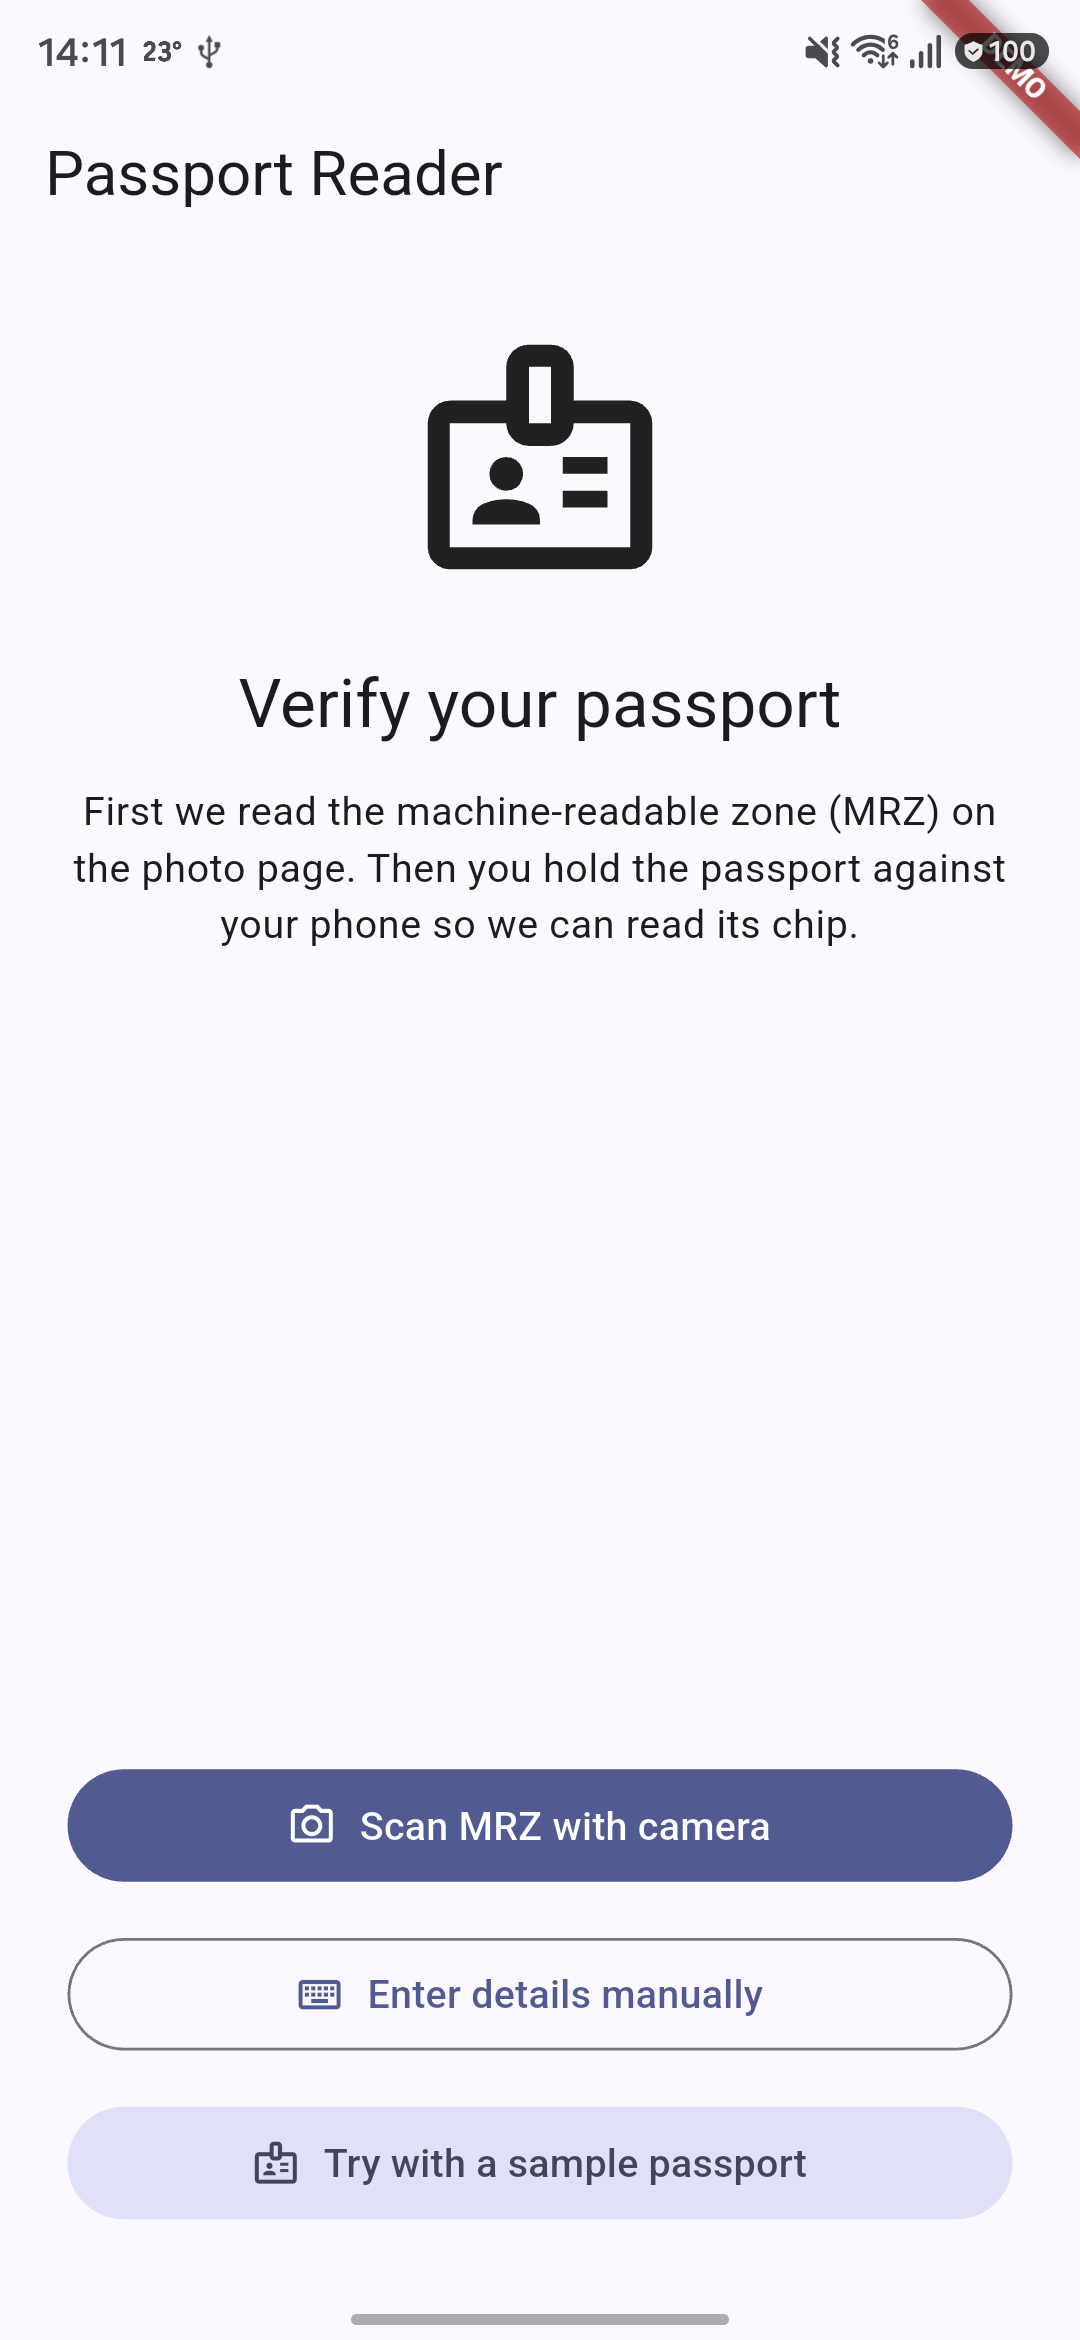 14:11 23°
6 100
Passport Reader
Verify your passport
First we read the machine-readable zone (MRZ) on
the photo page. Then you hold the passport against
your phone so we can read its chip.
Scan MRZ with camera
Enter details manually
Try with a sample passport